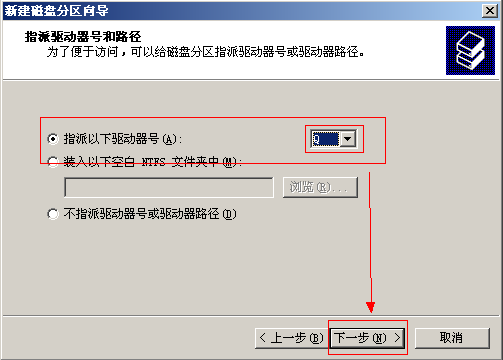 新建磁盘分区向导
指派驱动器号和路径
为了便于访问，可以给磁盘分区指派驱动器号或驱动器路径。
指派以下驱动器号(A):
装入以下空白 NTFS 文件夹中(M):
浏览(R)...
不指派驱动器号或驱动器路径(D)
< 上一步(B) 下一步(N) > 取消